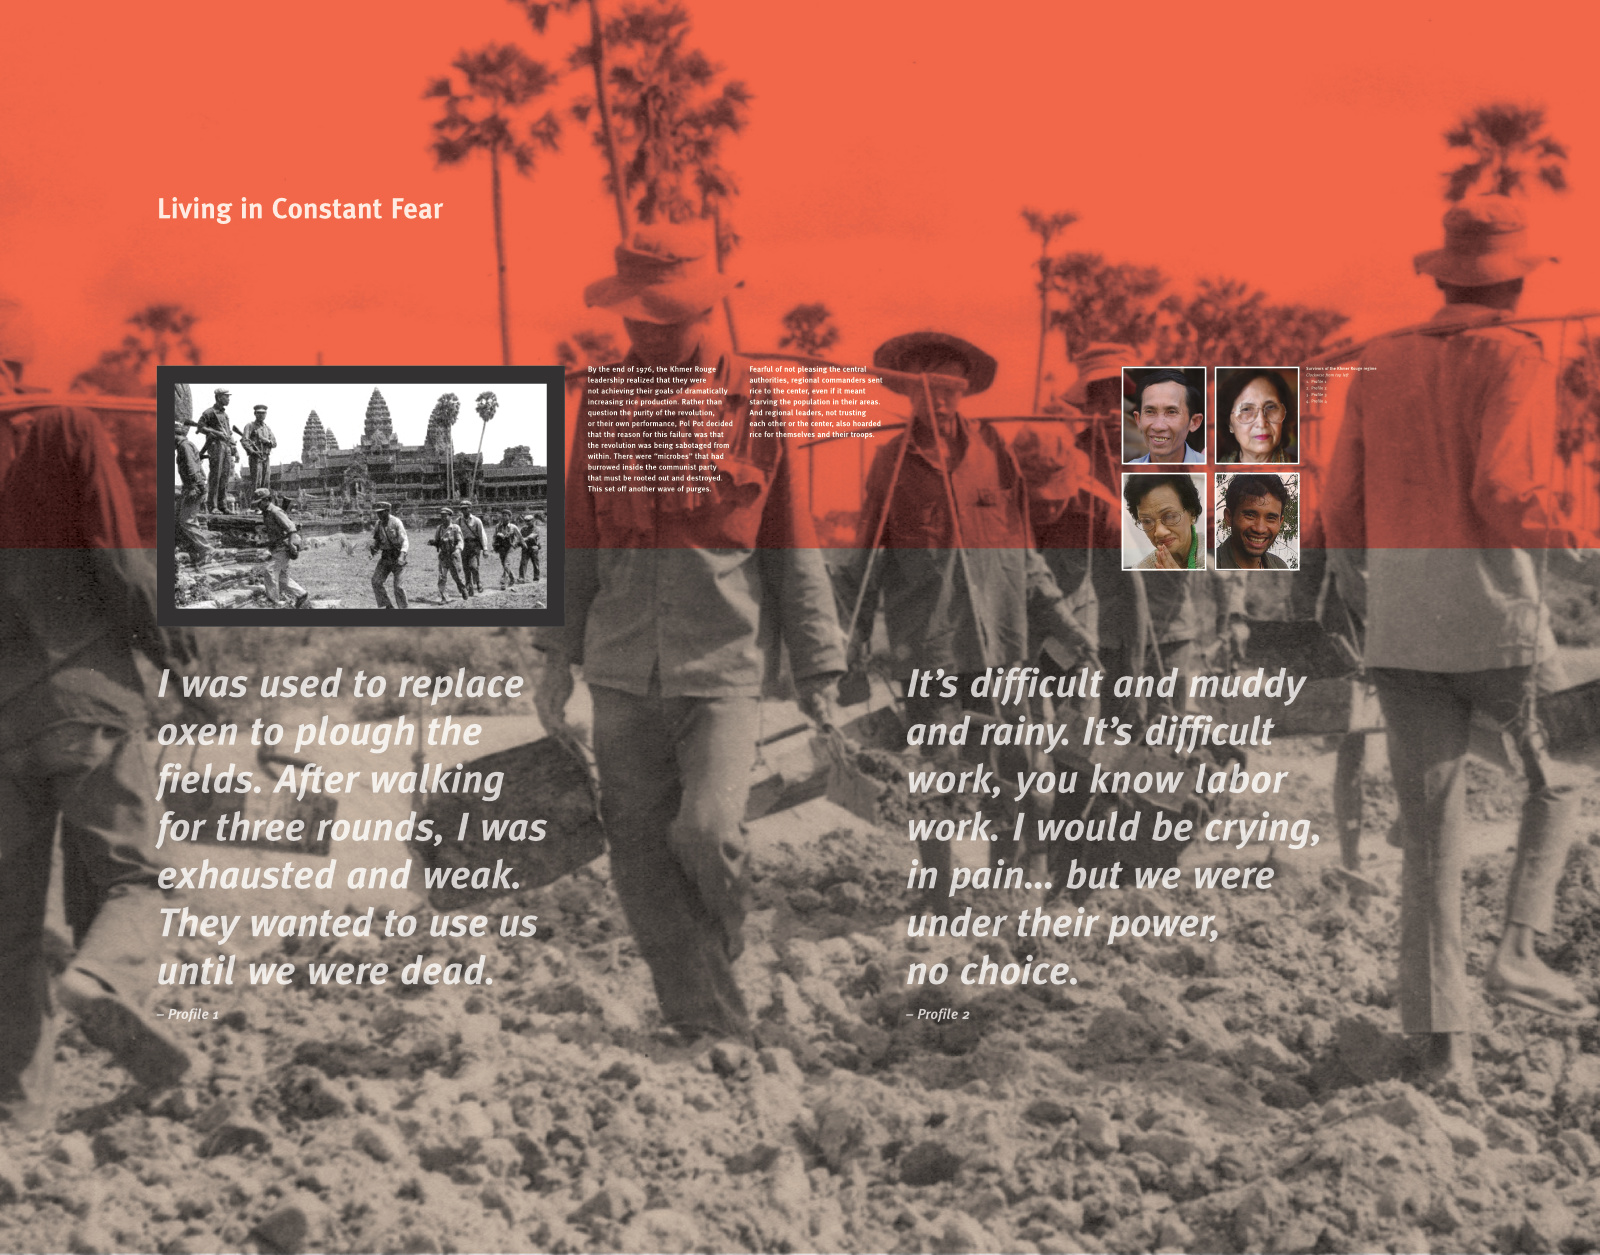 Living in Constant Fear
By the end of 1976, the Khmer Rouge
leadership realized that they were
not achieving their goals of dramatically
increasing rice production. Rather than
question the purity of the revolution,
or their own performance, Pol Pot decided
that the reason for this failure was that
the revolution was being sabotaged from
within. There were “microbes” that had
burrowed inside the communist party
that must be rooted out and destroyed.
This set off another wave of purges.
Fearful of not pleasing the central
authorities, regional commanders sent
rice to the center, even if it meant
starving the population in their areas.
And regional leaders, not trusting
each other or the center, also hoarded
rice for themselves and their troops.
Survivors of the Khmer Rouge regime
Clockwise from top left
1. Profile 1
2. Profile 2
3. Profile 3
4. Profile 4
I was used to replace
oxen to plough the
fields. After walking
for three rounds, I was
exhausted and weak.
They wanted to use us
until we were dead.
– Profile 1
It’s difficult and muddy
and rainy. It’s difficult
work, you know labor
work. I would be crying,
in pain... but we were
under their power,
no choice.
– Profile 2